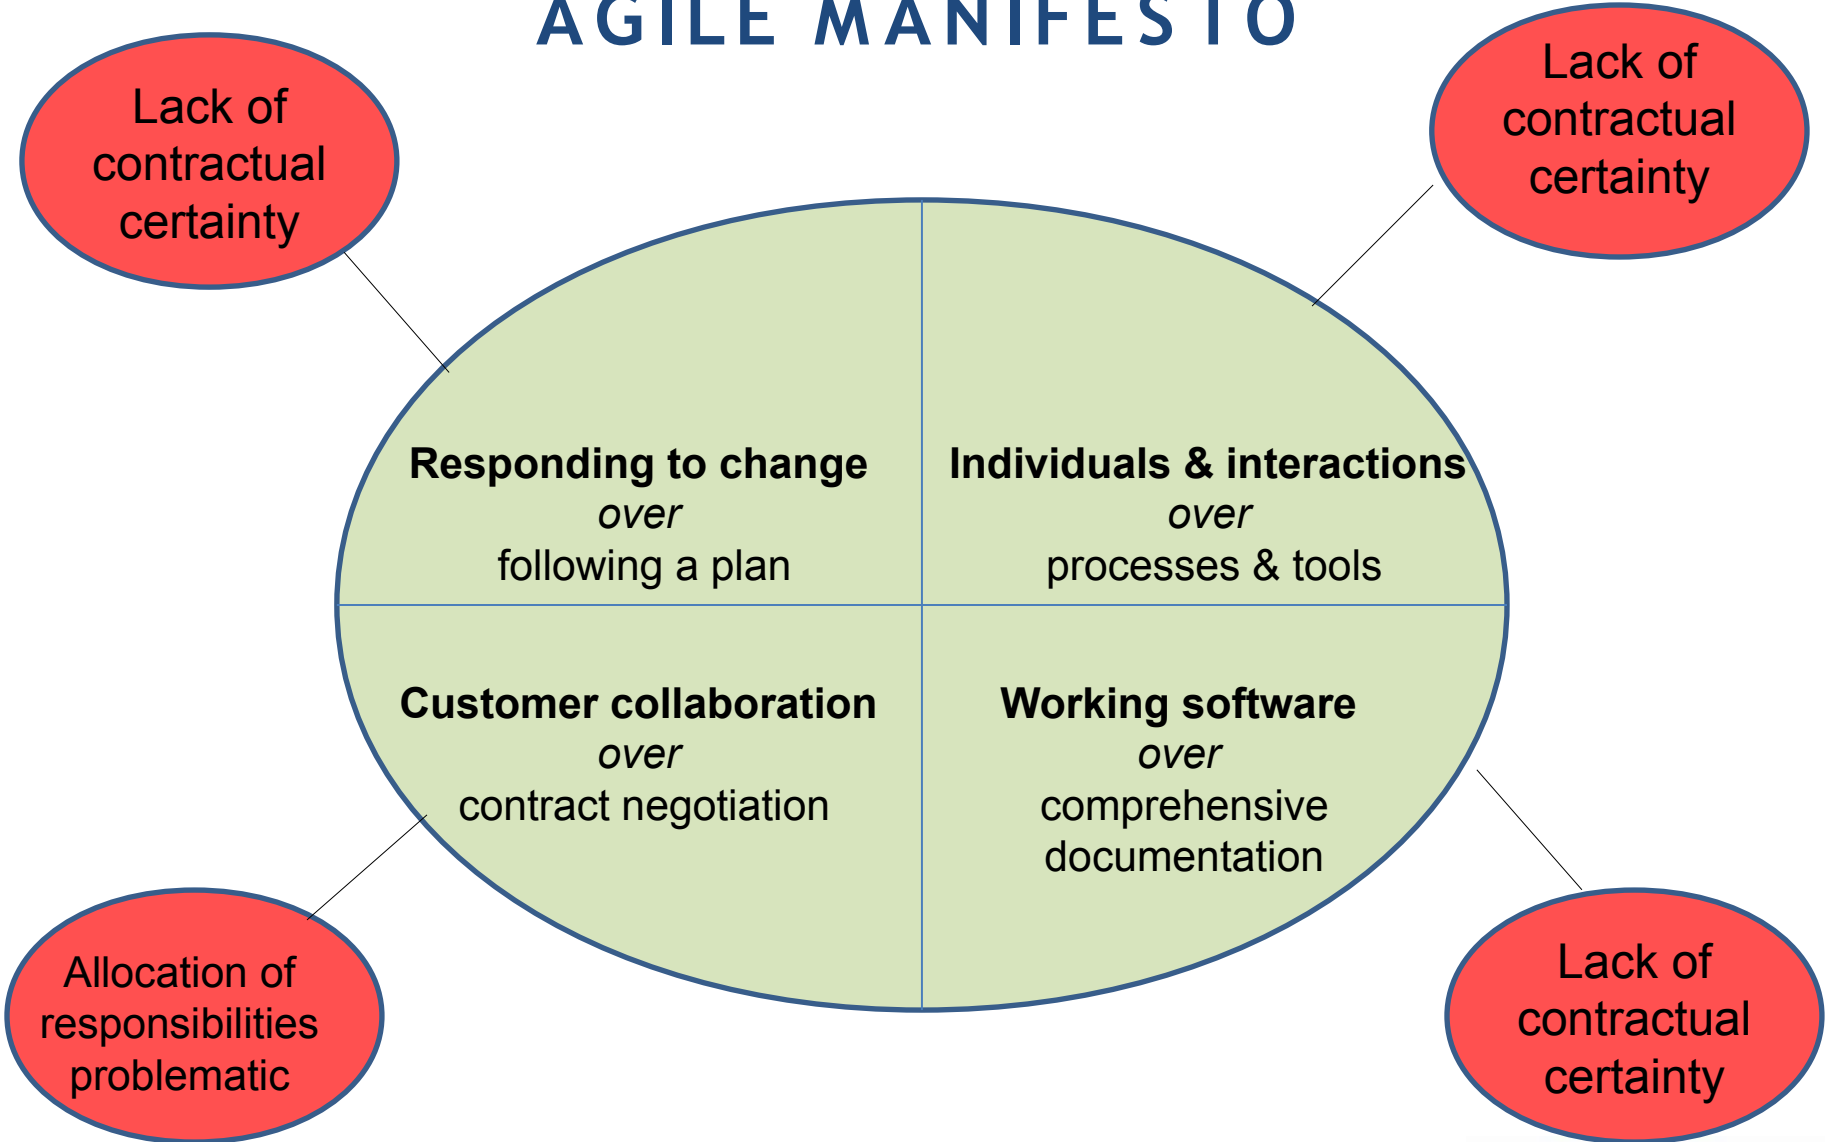 AGILE MANIFESTO
Lack of
contractual
certainty
Lack of
contractual
certainty
Responding to change
over
following a plan
Individuals & interactions
over
processes & tools
Customer collaboration
over
contract negotiation
Working software
over
comprehensive
documentation
Allocation of
responsibilities
problematic
Lack of
contractual
certainty